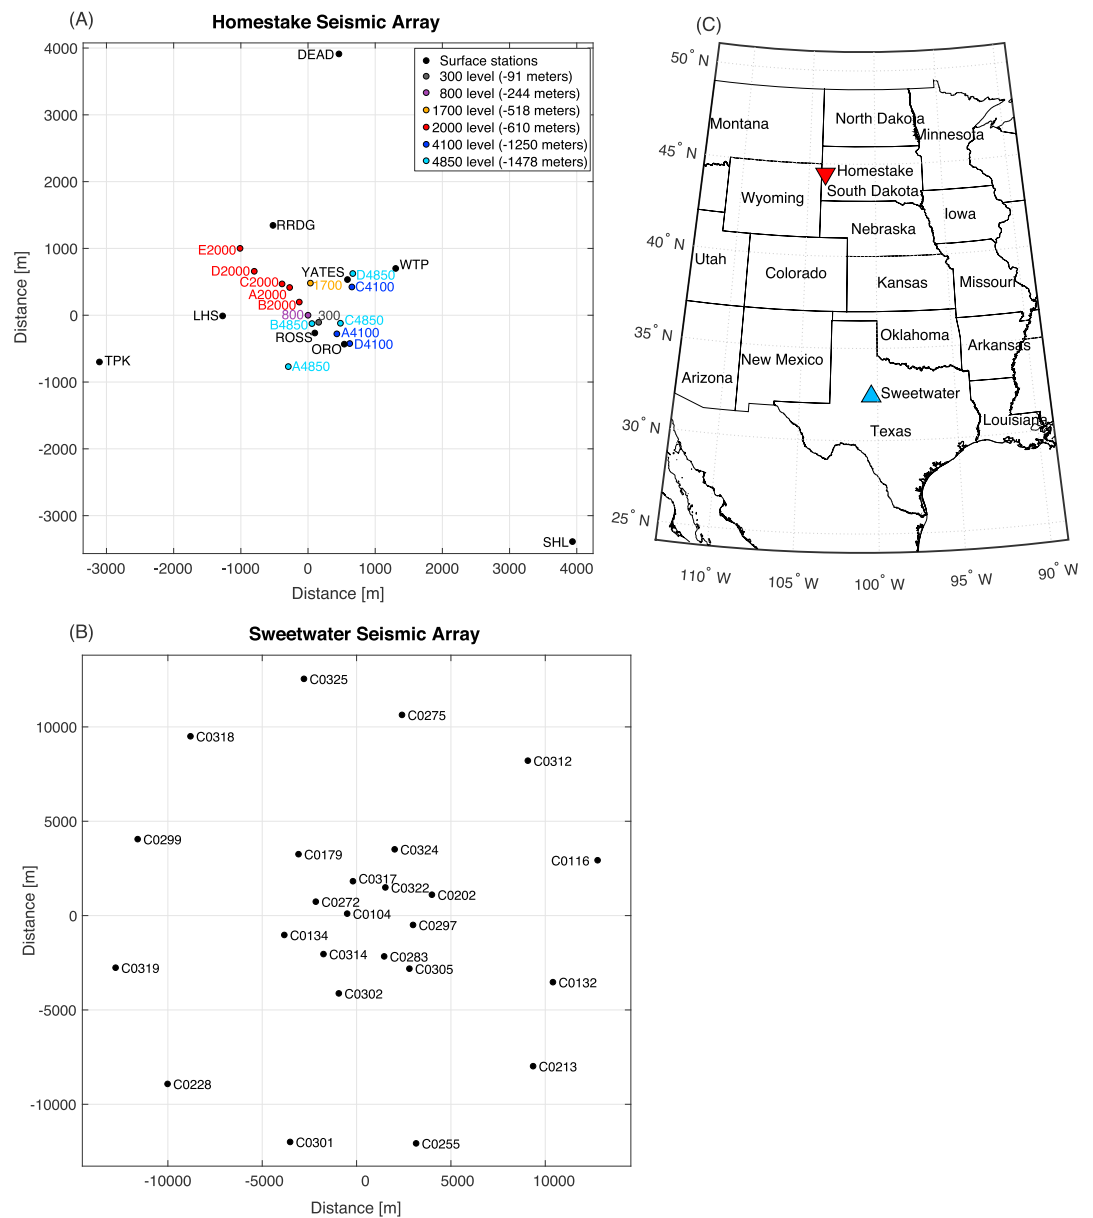 (A)
Homestake Seismic Array
4000
3000
2000
1000
0
-1000
-2000
-3000
Distance [m]
-3000
-2000
-1000
0
1000
2000
3000
4000
Distance [m]
Surface stations
300 level (-91 meters)
800 level (-244 meters)
1700 level (-518 meters)
2000 level (-610 meters)
4100 level (-1250 meters)
4850 level (-1478 meters)
DEAD
RRDG
E2000
D2000
C2000
A2000
B2000
YATES
WTP
D4850
1700
C4100
LHS
800
300
B4850
C4850
ROSS
A4100
ORO
D4100
TPK
A4850
SHL
(C)
50° N
45° N
40° N
35° N
30° N
25° N
110° W
105° W
100° W
95° W
90° W
Montana
North Dakota
Minnesota
Homestake
South Dakota
Wyoming
Iowa
Nebraska
Utah
Colorado
Kansas
Missouri
Oklahoma
Arkansas
New Mexico
Arizona
Sweetwater
Louisiana
Texas
(B)
Sweetwater Seismic Array
10000
5000
0
-5000
-10000
Distance [m]
-10000
-5000
0
5000
10000
Distance [m]
C0325
C0275
C0318
C0312
C0299
C0179
C0324
C0116
C0317
C0322
C0202
C0272
C0104
C0297
C0134
C0314
C0283
C0305
C0319
C0132
C0302
C0213
C0228
C0301
C0255